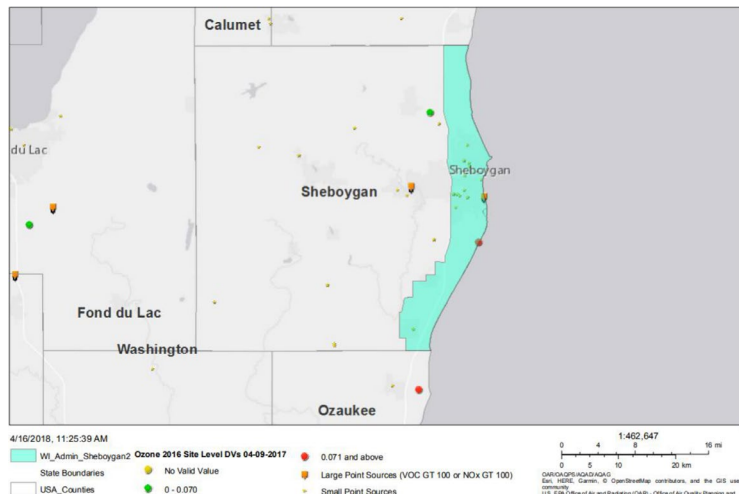 Calumet
du Lac
Sheboygan
Sheboygan
Fond du Lac
Washington
Ozaukee
4/16/2018, 11:25:39 AM
1:462,647
0 4 8 16 mi
0 5 10 20 km
WI_Admin_Sheboygan2
State Boundaries
USA_Counties
Ozone 2016 Site Level DVs 04-09-2017
No Valid Value
0 - 0.070
0.071 and above
Large Point Sources (VOC GT 100 or NOx GT 100)
Small Point Sources
OAR/OAQPS/AQAD/AQAG
Esri, HERE, Garmin, © OpenStreetMap contributors, and the GIS use
community
U.S. EPA Office of Air and Radiation (OAR) - Office of Air Quality Planning and